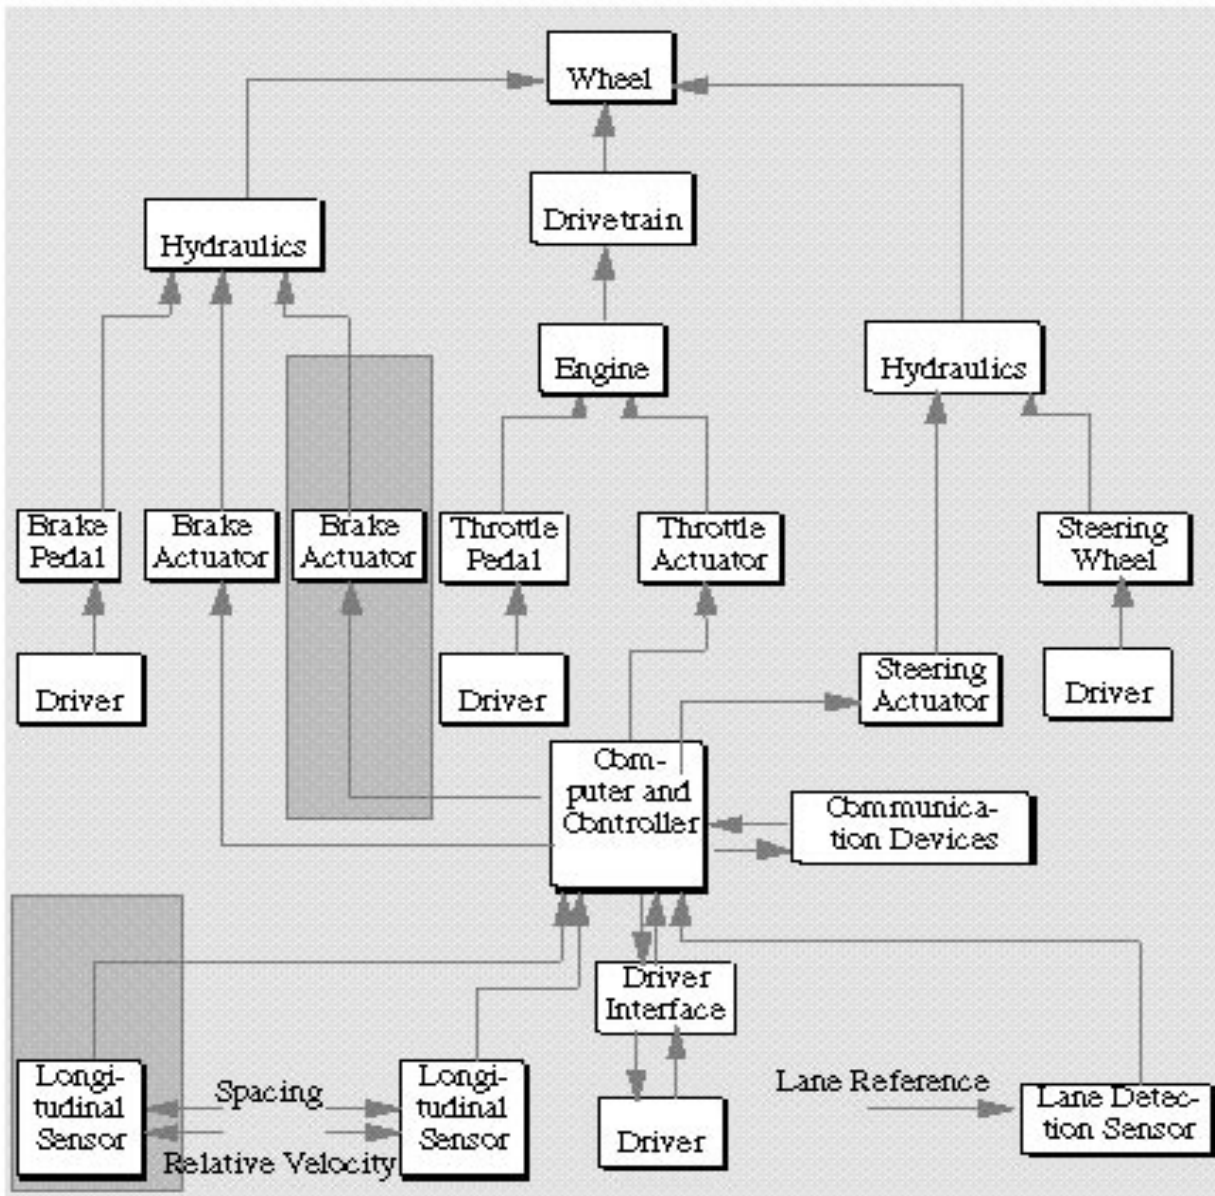 Wheel
Drivetrain
Hydraulics
Engine
Hydraulics
Brake
Pedal
Brake
Actuator
Brake
Actuator
Throttle
Pedal
Throttle
Actuator
Steering
Wheel
Driver
Driver
Steering
Actuator
Driver
Com-
puter and
Controller
Communica-
tion Devices
Driver
Interface
Longi-
tudinal
Sensor
Spacing
Relative Velocity
Longi-
tudinal
Sensor
Driver
Lane Reference
Lane Detec-
tion Sensor